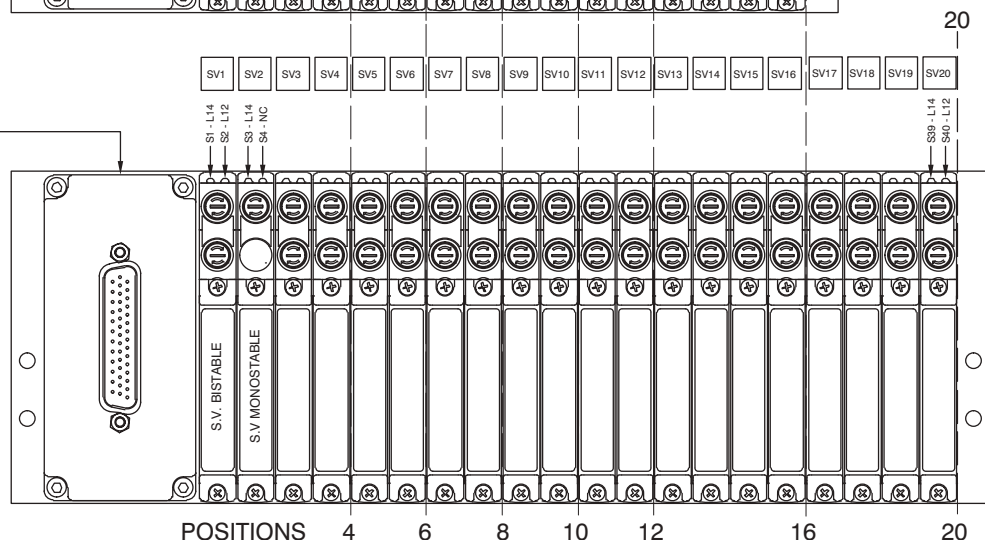 20
SV1 SV2 SV3 SV4 SV5 SV6 SV7 SV8 SV9 SV10 SV11 SV12 SV13 SV14 SV15 SV16 SV17 SV18 SV19 SV20
S1 - L14
S2 - L12
S3 - L14
S4 - NC
S39 - L14
S40 - L12
S.V. BISTABLE
S.V MONOSTABLE
POSITIONS 4 6 8 10 12 16 20